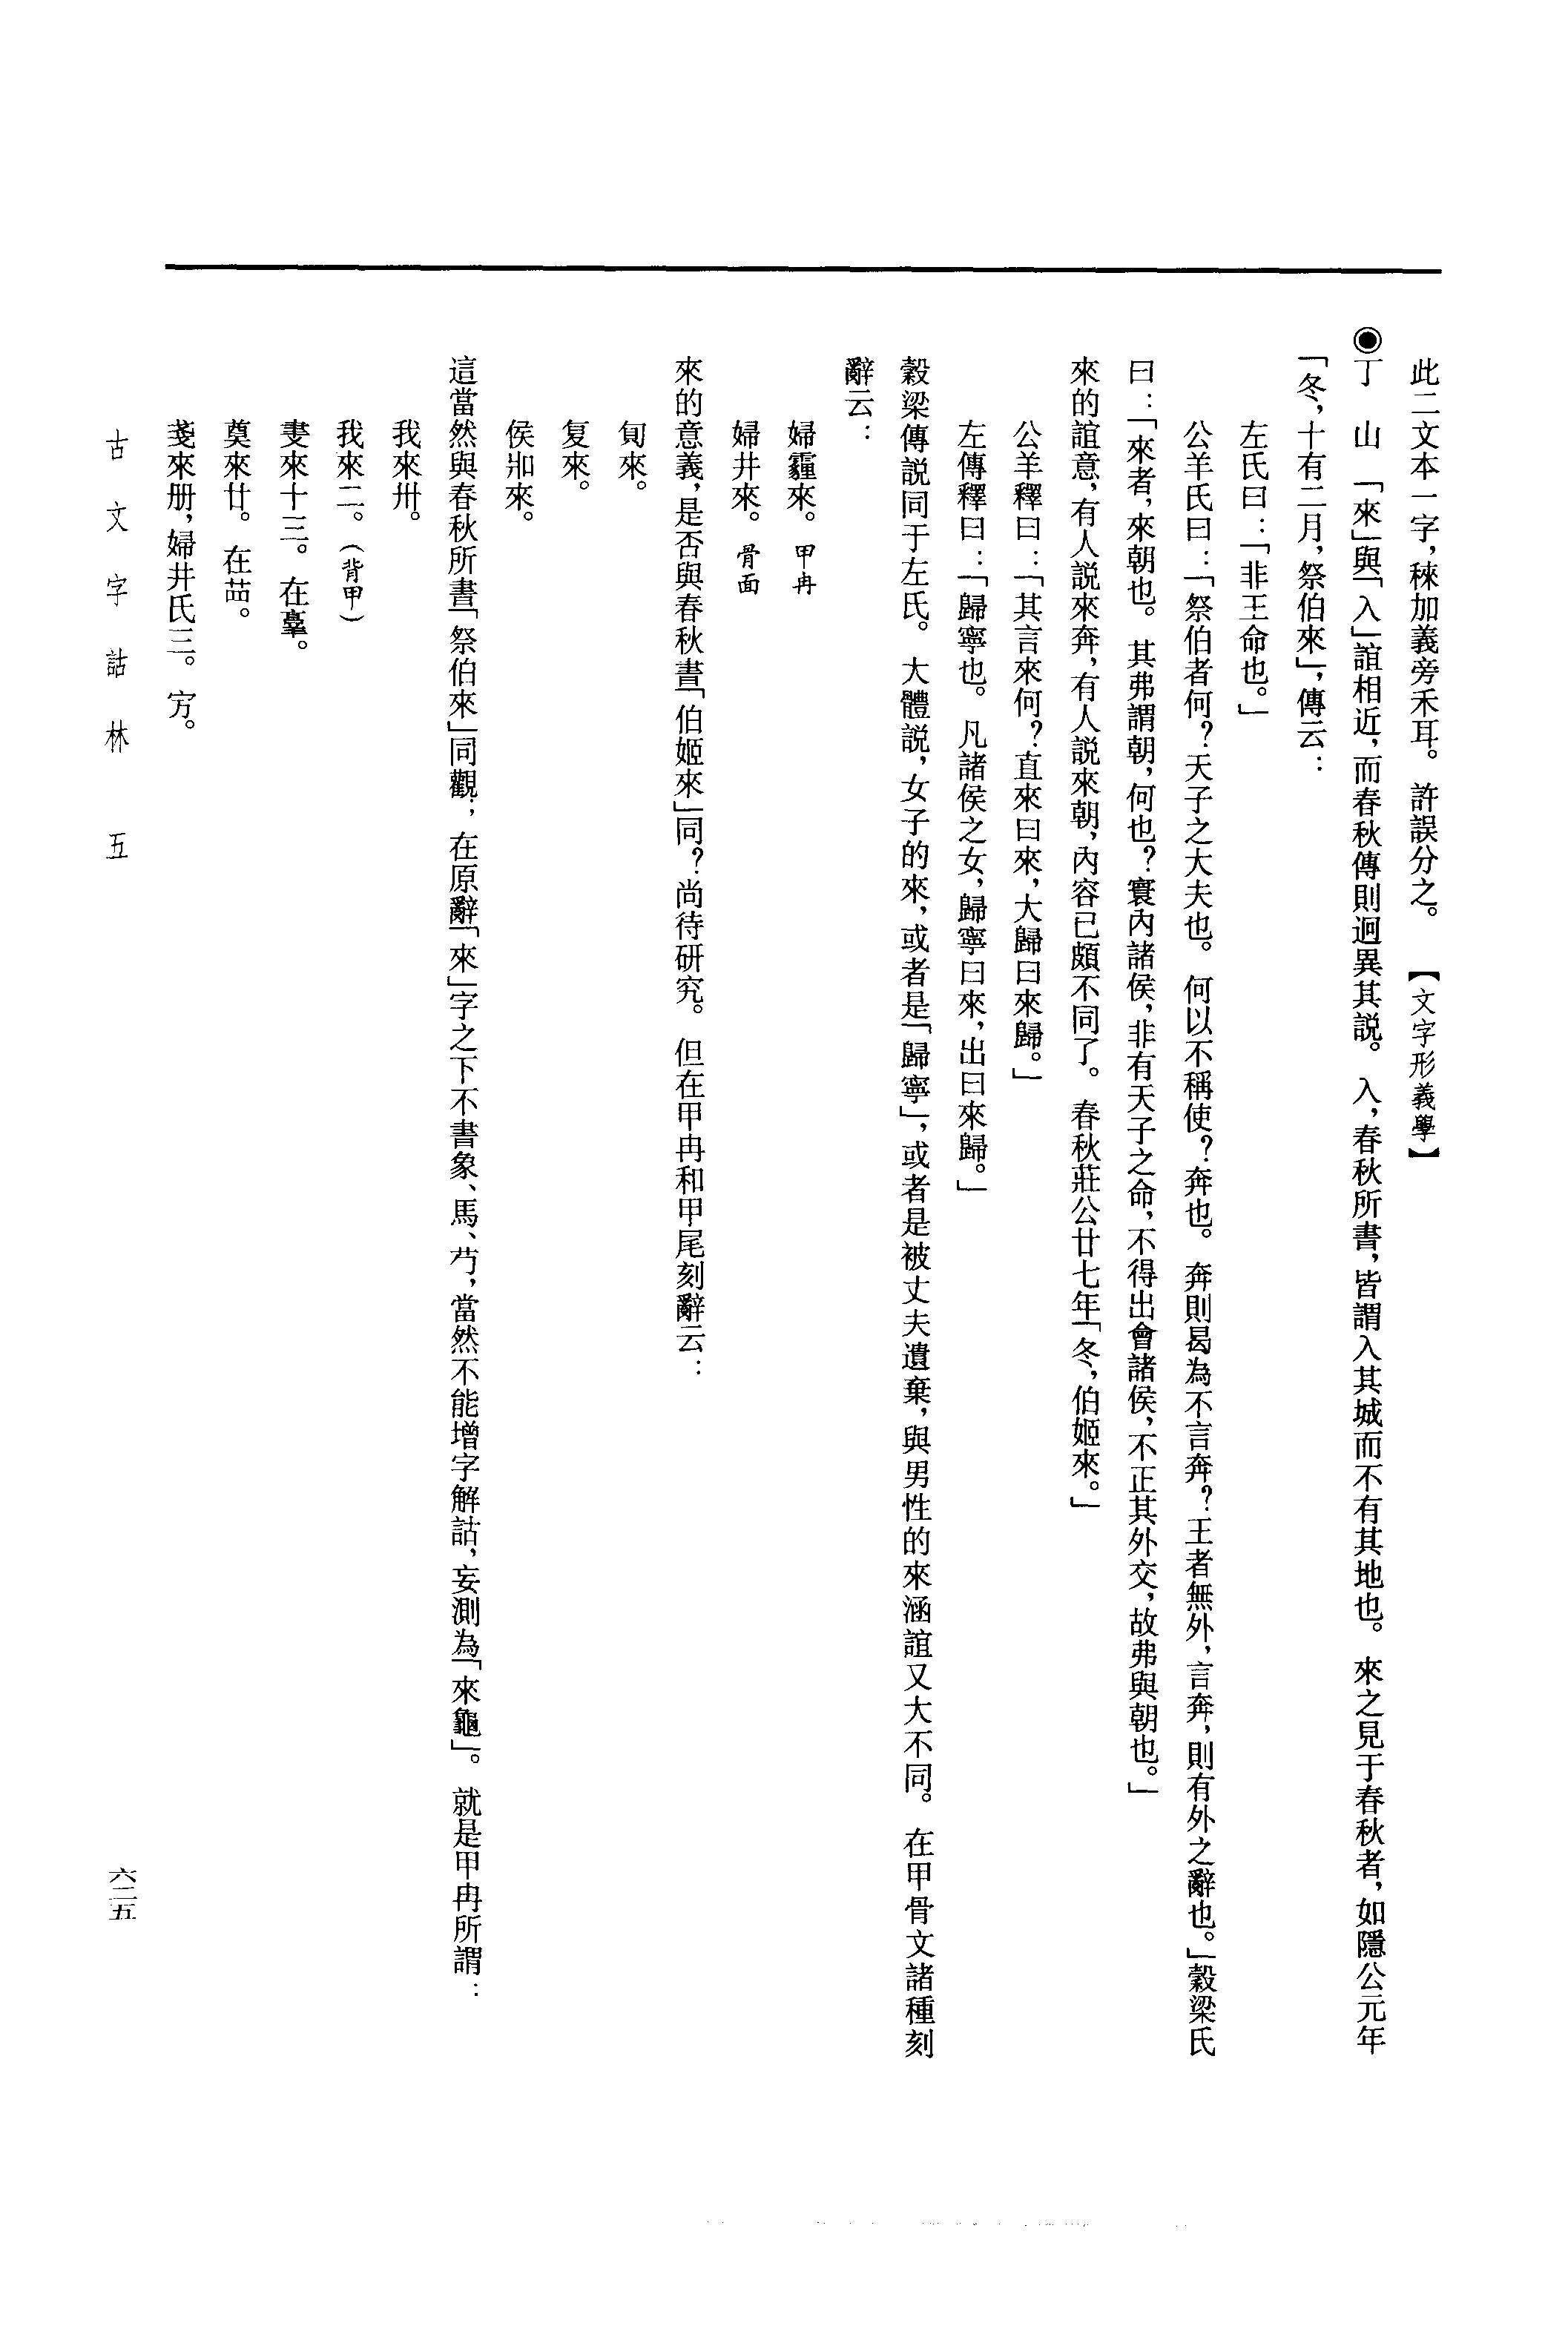 此二文本一字，秾加義旁禾耳。許誤分之。【文字形義學】
◉丁　山　「來」與「入」誼相近，而春秋傳則迥異其説。入，春秋所書，皆謂入其城而不有其地也。來之見于春秋者，如隱公元年
「冬，十有二月，祭伯來」，傳云：
左氏曰：「非王命也。」
公羊氏曰：「祭伯者何？天子之大夫也。何以不稱使？奔也。奔則曷為不言奔？王者無外，言奔，則有外之辭也。」穀梁氏
曰：「來者，來朝也。其弗謂朝，何也？寰内諸侯，非有天子之命，不得出會諸侯，不正其外交，故弗與朝也。」
來的誼意，有人説來奔，有人説來朝，内容已頗不同了。春秋莊公廿七年「冬，伯姬來。」
公羊釋曰：「其言來何？直來曰來，大歸曰來歸。」
左傳釋曰：「歸寧也。凡諸侯之女，歸寧曰來，出曰來歸。」
穀梁傳説同于左氏。大體説，女子的來，或者是「歸寧」，或者是被丈夫遺棄，與男性的來涵誼又大不同。在甲骨文諸種刻
辭云：
婦霾來。甲冉
婦井來。骨面
來的意義，是否與春秋書「伯姬來」同？尚待研究。但在甲冉和甲尾刻辭云：
旬來。
复來。
侯來。
這當然與春秋所書「祭伯來」同觀；在原辭「來」字之下不書象、馬、芍，當然不能增字解詁，妄測為「來龜」。就是甲冉所謂：
我來卅。
我來二。（背甲）
來十三。在。
奠來廿。在。
來册，婦井氏三。㝑。
古文字詁林　五
六二五